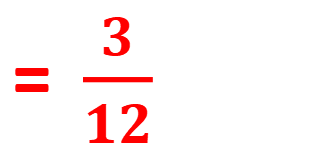 = 3/12